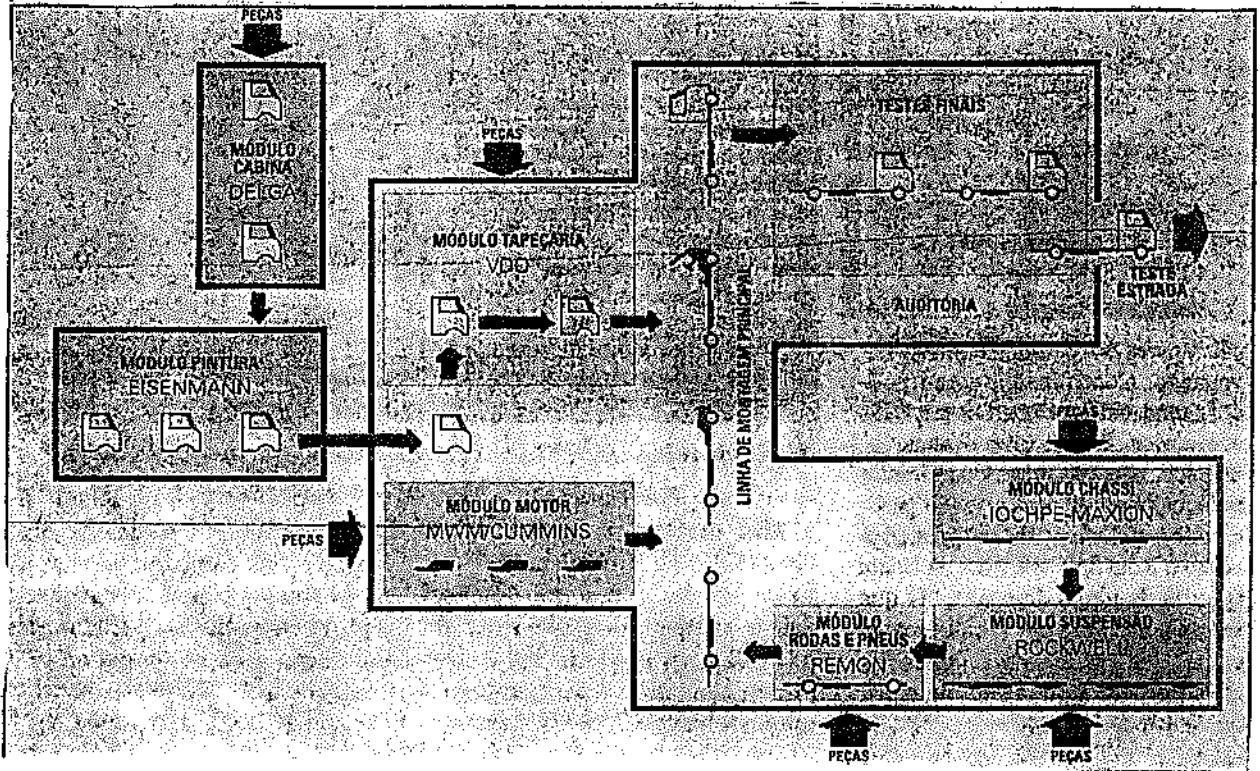 PEÇAS
MÓDULO
CABINA
DELGA
MÓDULO PINTURA
EISENMANN
PEÇAS
MÓDULO TAPEÇARIA
VDO
PEÇAS
MÓDULO MOTOR
MWM/CUMMINS
LINHA DE MONTAGEM PRINCIPAL
TESTES FINAIS
TESTE
ESTRADA
AUDITORIA
PEÇAS
MÓDULO CHASSI
IOCHPE-MAXION
MÓDULO SUSPENSÃO
ROCKWELL
MÓDULO
RODAS E PNEUS
REMON
PEÇAS
PEÇAS